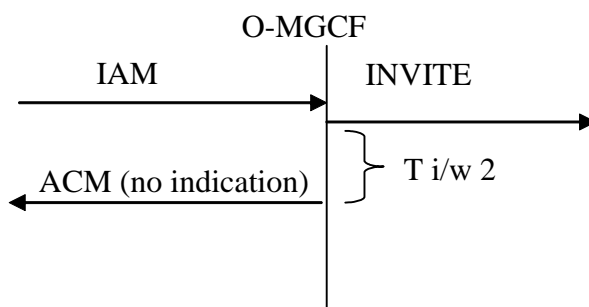 O-MGCF
IAM
INVITE
T i/w 2
ACM (no indication)